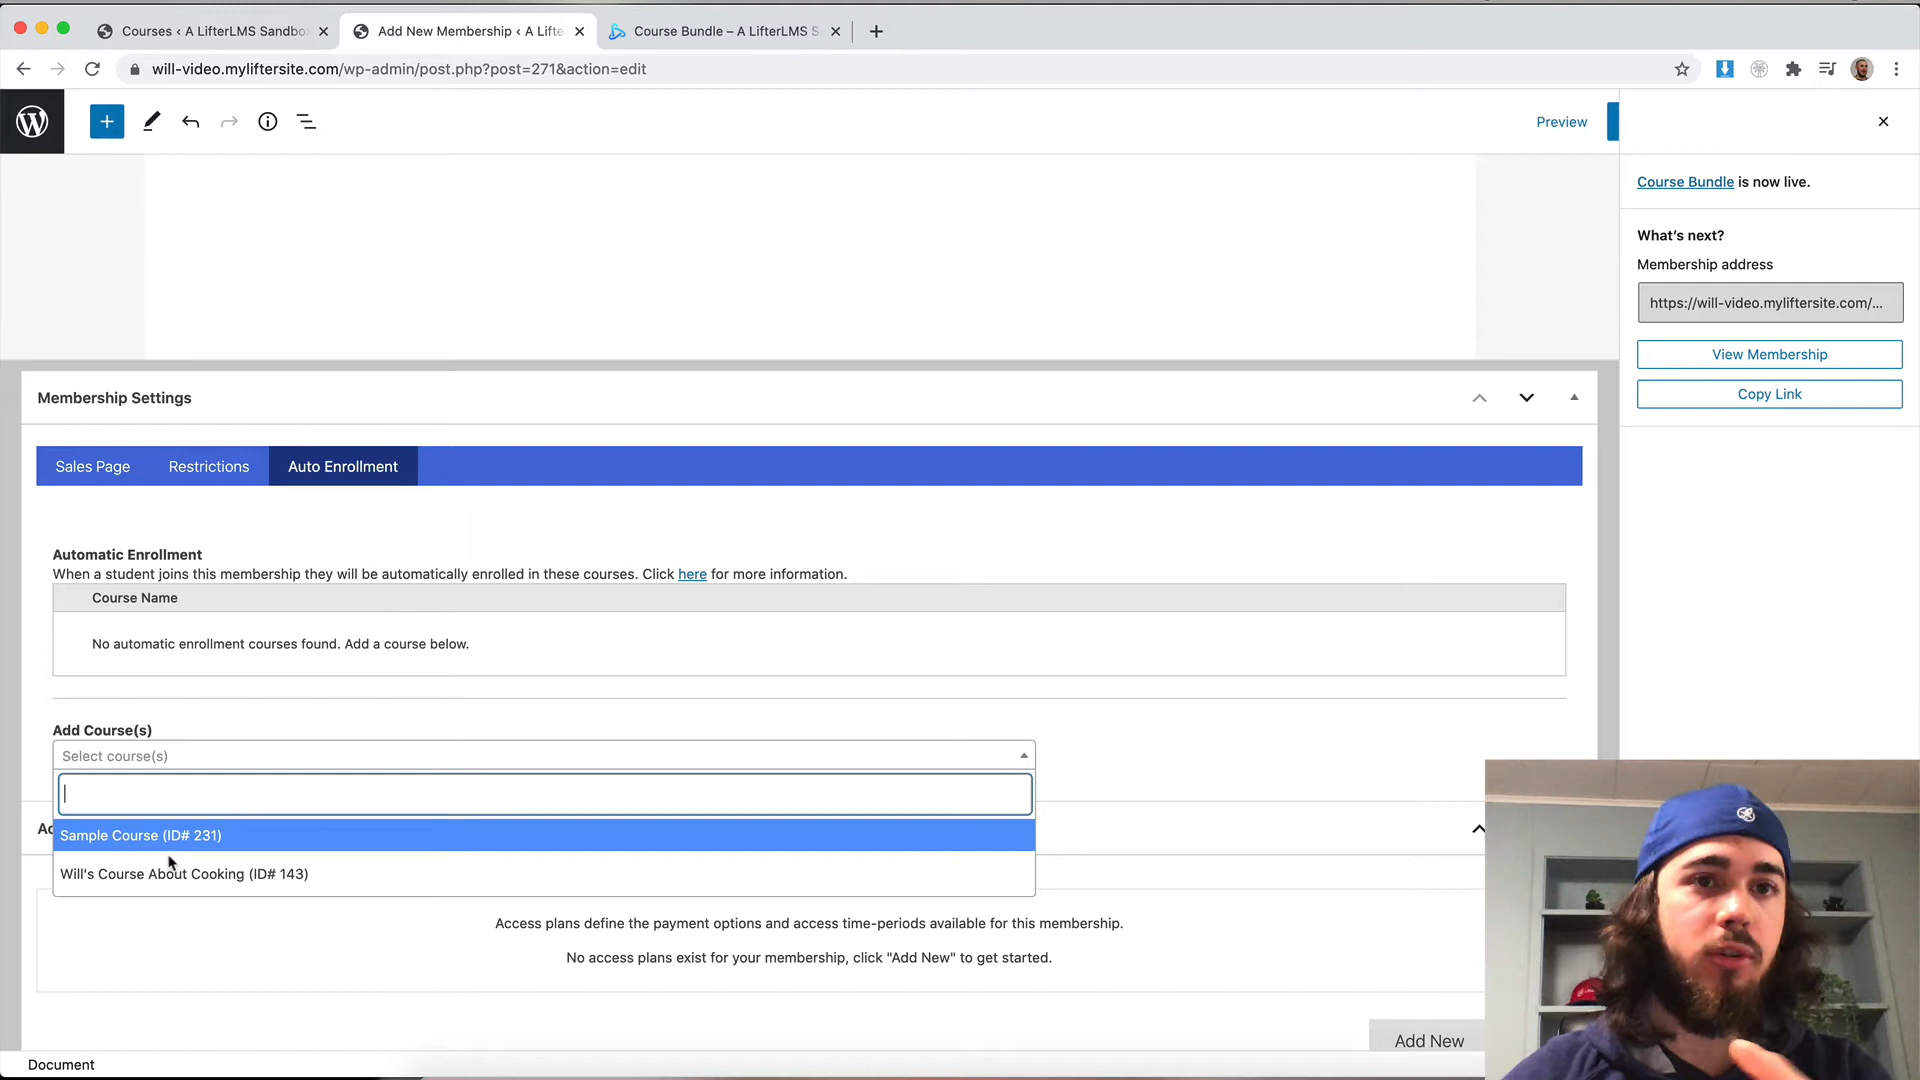 Courses ‹ A LifterLMS Sandbo
Add New Membership ‹ A Lifte
Course Bundle – A LifterLMS S
will-video.myliftersite.com/wp-admin/post.php?post=271&action=edit
Preview
Course Bundle is now live.
What's next?
Membership address
https://will-video.myliftersite.com/...
View Membership
Copy Link
Membership Settings
Sales Page
Restrictions
Auto Enrollment
Automatic Enrollment
When a student joins this membership they will be automatically enrolled in these courses. Click here for more information.
Course Name
No automatic enrollment courses found. Add a course below.
Add Course(s)
Select course(s)
Sample Course (ID# 231)
Will's Course About Cooking (ID# 143)
Access plans define the payment options and access time-periods available for this membership.
No access plans exist for your membership, click "Add New" to get started.
Add New
Document